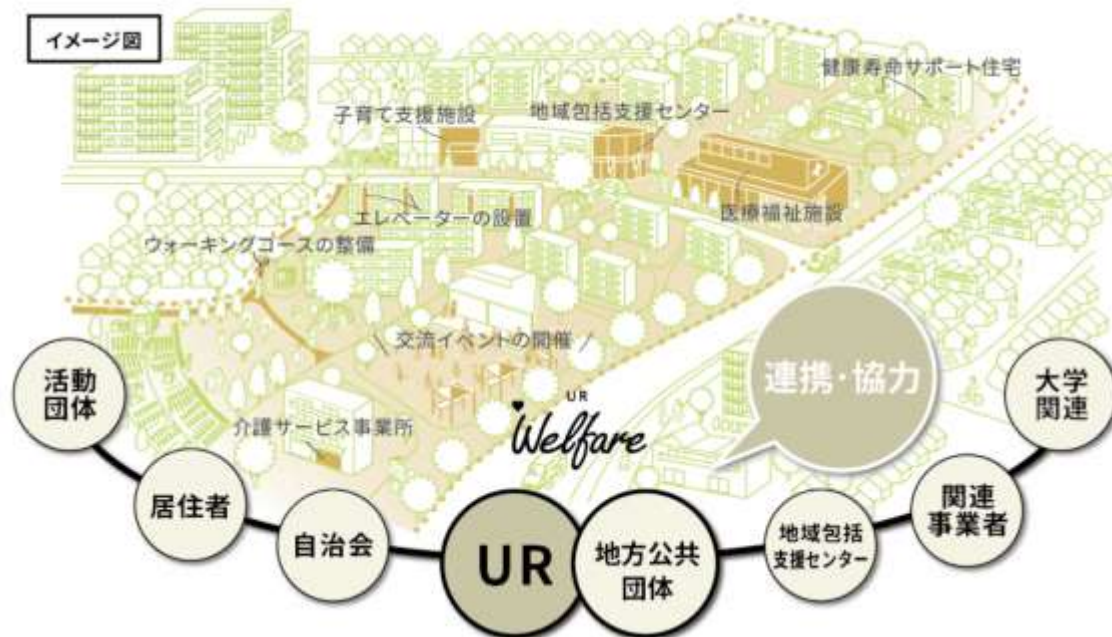 イメージ図
健康寿命サポート住宅
子育て支援施設
地域包括支援センター
エレベーターの設置
医療福祉施設
ウォーキングコースの整備
交流イベントの開催
介護サービス事業所
UR
Welfare
連携・協力
活動
団体
居住者
自治会
UR
地方公共
団体
地域包括
支援センター
関連
事業者
大学
関連